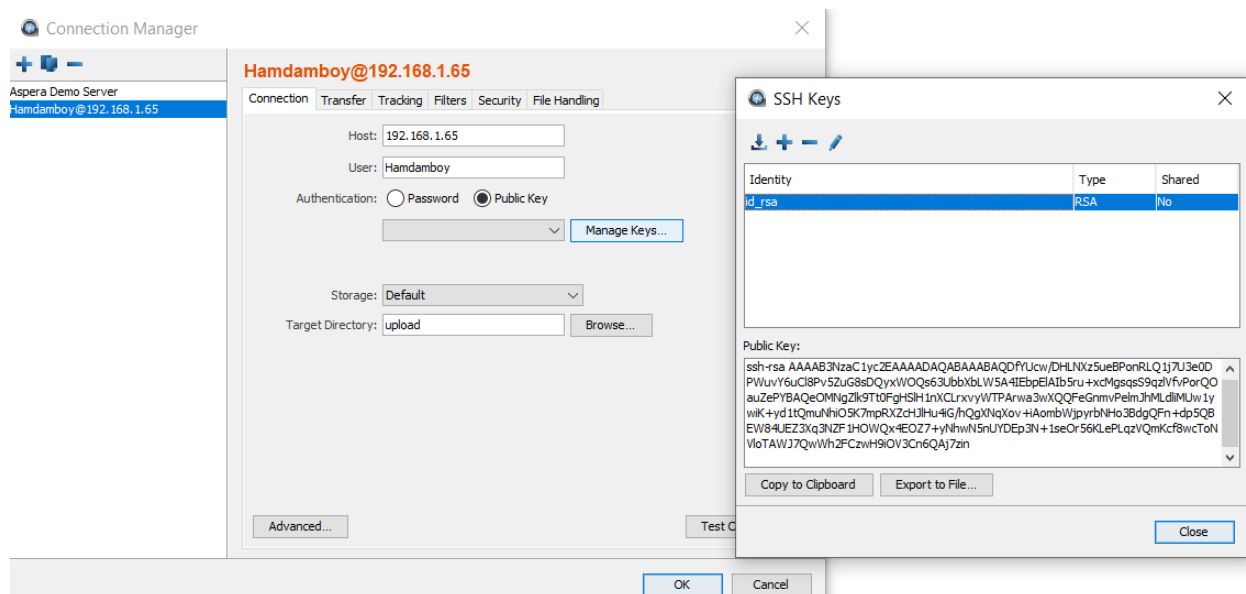 Connection Manager
Aspera Demo Server
Hamdamboy@192.168.1.65
Hamdamboy@192.168.1.65
Connection Transfer Tracking Filters Security File Handling
Host: 192.168.1.65
User: Hamdamboy
Authentication: Password Public Key
Manage Keys...
Storage: Default
Target Directory: upload Browse...
Advanced... Test C
OK Cancel
SSH Keys
Identity Type Shared
id_rsa RSA No
Public Key:
ssh-rsa AAAAB3NzaC1yc2EAAAADAQABAAABAQDfYUcw/DHLNXz5ueBPonRLQ1j7U3e0D
PWuvY6uCl8Pv5ZuG8sDQyxWOQs63UbbXbLW5A4IEbpElAIb5ru+xcMgsqsS9qzlVfvPorQO
auZePYBAQeOMNgZlk9Tt0FgHSlH1nXCLrxvyWTPArwa3wXQQFeGnmvPelmJhMLdliMUw1y
wiK+yd1tQmuNhiO5K7mpRXZcHJlHu4iG/hQgXNqXov+iAombWjpyrbNHo3BdgQFn+dp5QB
EW84UEZ3Xq3NZF1HOWQx4EOZ7+yNhwN5nUYDEp3N+1seOr56KLePLqzVQmKcf8wcToN
VloTAWJ7QwWh2FCzwH9iOV3Cn6QAj7zin
Copy to Clipboard Export to File...
Close